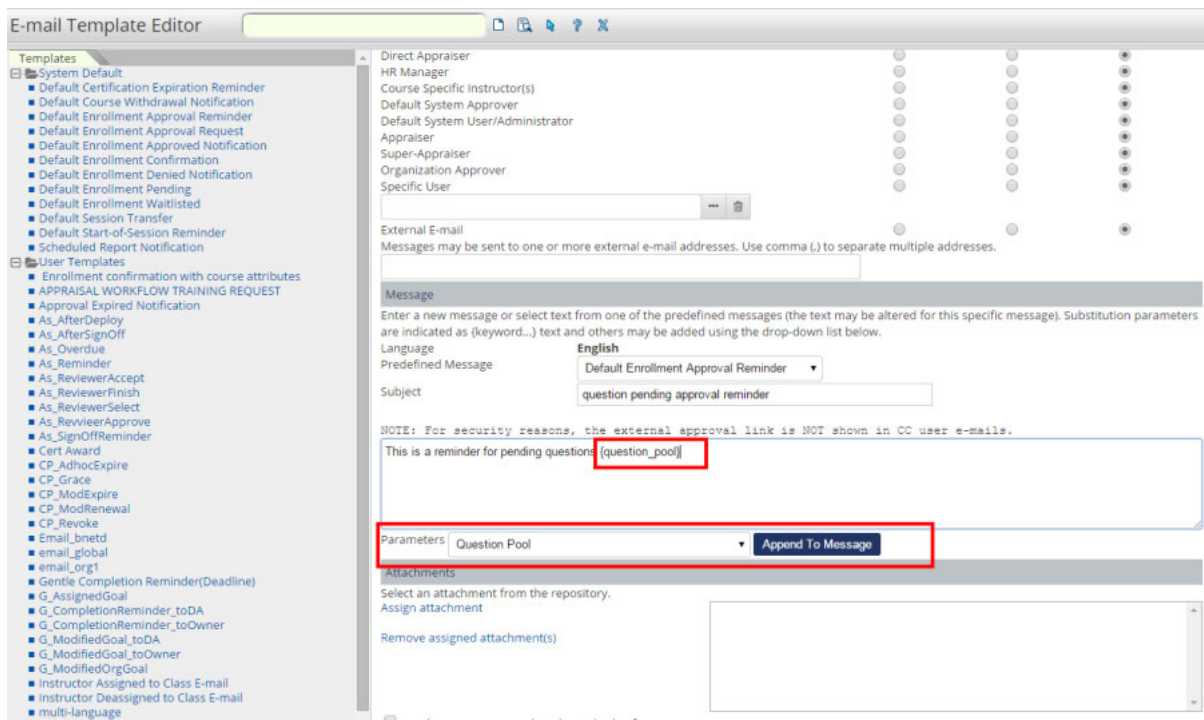 E-mail Template Editor
Templates
System Default
Default Certification Expiration Reminder
Default Course Withdrawal Notification
Default Enrollment Approval Reminder
Default Enrollment Approval Request
Default Enrollment Approved Notification
Default Enrollment Confirmation
Default Enrollment Denied Notification
Default Enrollment Pending
Default Enrollment Waitlisted
Default Session Transfer
Default Start-of-Session Reminder
Scheduled Report Notification
User Templates
Enrollment confirmation with course attributes
APPRAISAL WORKFLOW TRAINING REQUEST
Approval Expired Notification
As_AfterDeploy
As_AfterSignOff
As_Overdue
As_Reminder
As_ReviewerAccept
As_ReviewerFinish
As_ReviewerSelect
As_RevvieerApprove
As_SignOffReminder
Cert Award
CP_AdhocExpire
CP_Grace
CP_ModExpire
CP_ModRenewal
CP_Revoke
Email_bnetd
email_global
email_org1
Gentle Completion Reminder(Deadline)
G_AssignedGoal
G_CompletionReminder_toDA
G_CompletionReminder_toOwner
G_ModifiedGoal_toDA
G_ModifiedGoal_toOwner
G_ModifiedOrgGoal
Instructor Assigned to Class E-mail
Instructor Deassigned to Class E-mail
multi-language
Direct Appraiser
HR Manager
Course Specific Instructor(s)
Default System Approver
Default System User/Administrator
Appraiser
Super-Appraiser
Organization Approver
Specific User
External E-mail
Messages may be sent to one or more external e-mail addresses. Use comma (,) to separate multiple addresses.
Message
Enter a new message or select text from one of the predefined messages (the text may be altered for this specific message). Substitution parameters
are indicated as {keyword...} text and others may be added using the drop-down list below.
Language English
Predefined Message Default Enrollment Approval Reminder
Subject question pending approval reminder
NOTE: For security reasons, the external approval link is NOT shown in CC user e-mails.
This is a reminder for pending questions {question_pool}
Parameters Question Pool Append To Message
Attachments
Select an attachment from the repository.
Assign attachment
Remove assigned attachment(s)